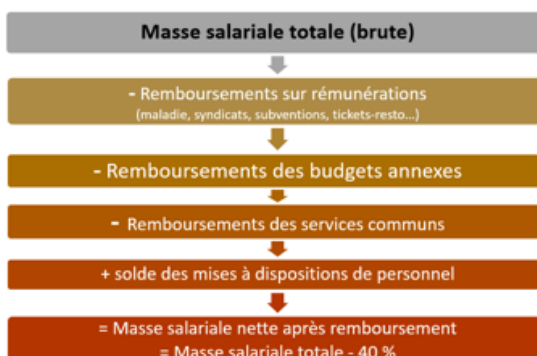 Masse salariale totale (brute)
- Remboursements sur rémunérations
(maladie, syndicats, subventions, tickets-resto...)
- Remboursements des budgets annexes
- Remboursements des services communs
+ solde des mises à dispositions de personnel
= Masse salariale nette après remboursement
= Masse salariale totale - 40 %